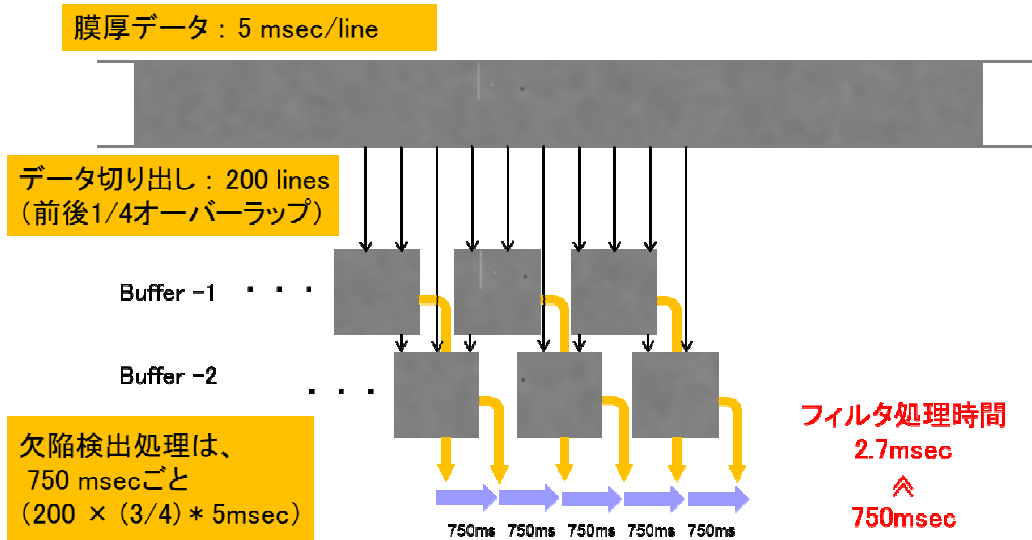 膜厚データ： 5 msec/line
データ切り出し： 200 lines
（前後1/4オーバーラップ）
Buffer -1 ・ ・ ・
Buffer -2 ・ ・ ・
欠陥検出処理は、
750 msecごと
（200 × (3/4) * 5msec）
フィルタ処理時間
2.7msec
≪
750msec
750ms 750ms 750ms 750ms 750ms